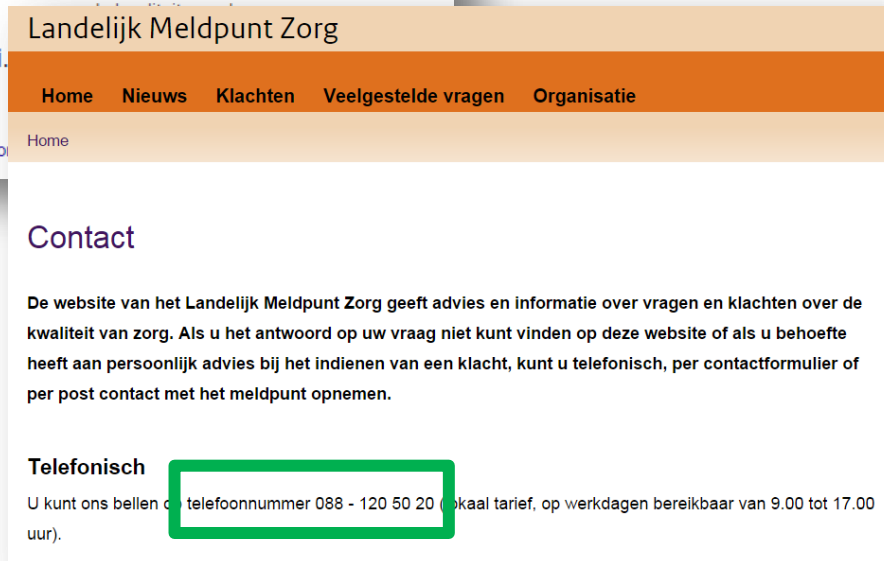 Landelijk Meldpunt Zorg
Home Nieuws Klachten Veelgestelde vragen Organisatie
Home
Contact
De website van het Landelijk Meldpunt Zorg geeft advies en informatie over vragen en klachten over de
kwaliteit van zorg. Als u het antwoord op uw vraag niet kunt vinden op deze website of als u behoefte
heeft aan persoonlijk advies bij het indienen van een klacht, kunt u telefonisch, per contactformulier of
per post contact met het meldpunt opnemen.
Telefonisch
U kunt ons bellen op telefoonnummer 088 - 120 50 20 (lokaal tarief, op werkdagen bereikbaar van 9.00 tot 17.00
uur).